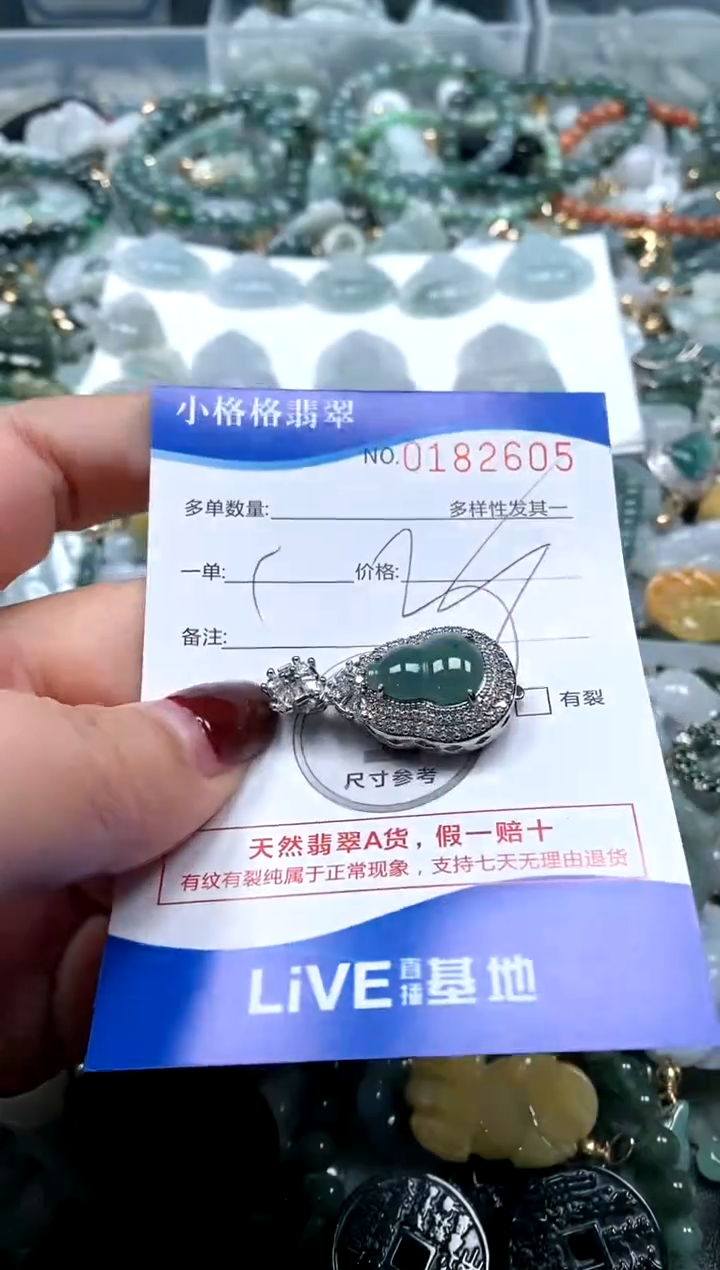 小格格翡翠
NO.0182605
多单数量: 多样性发其一
一单: 价格:
备注:
有裂
尺寸参考
天然翡翠A货，假一赔十
有纹有裂纯属于正常现象，支持七天无理由退货
LiVE直播基地